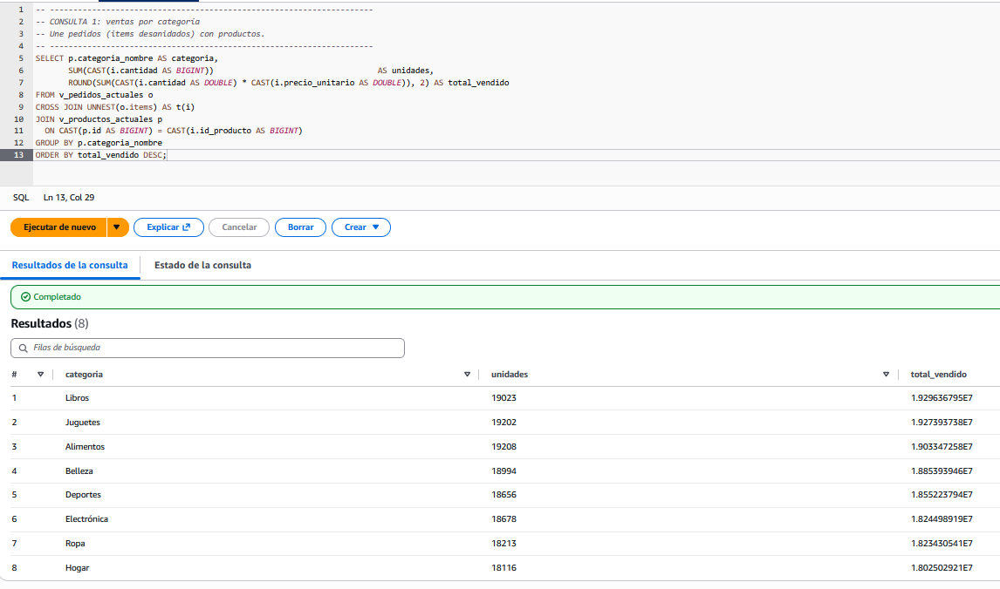 1 -- --------------------------------------------------------------------
2 -- CONSULTA 1: ventas por categoría
3 -- Une pedidos (items desanidados) con productos.
4 -- --------------------------------------------------------------------
5 SELECT p.categoria_nombre AS categoria,
6 SUM(CAST(i.cantidad AS BIGINT)) AS unidades,
7 ROUND(SUM(CAST(i.cantidad AS DOUBLE) * CAST(i.precio_unitario AS DOUBLE)), 2) AS total_vendido
8 FROM v_pedidos_actuales o
9 CROSS JOIN UNNEST(o.items) AS t(i)
10 JOIN v_productos_actuales p
11 ON CAST(p.id AS BIGINT) = CAST(i.id_producto AS BIGINT)
12 GROUP BY p.categoria_nombre
13 ORDER BY total_vendido DESC;
SQL Ln 13, Col 29
Ejecutar de nuevo Explicar Cancelar Borrar Crear
Resultados de la consulta Estado de la consulta
Completado
Resultados (8)
Filas de búsqueda
# categoria unidades total_vendido
1 Libros 19023 1.929636795E7
2 Juguetes 19202 1.927393738E7
3 Alimentos 19208 1.903347258E7
4 Belleza 18994 1.885393946E7
5 Deportes 18656 1.855223794E7
6 Electrónica 18678 1.824498919E7
7 Ropa 18213 1.823430541E7
8 Hogar 18116 1.802502921E7